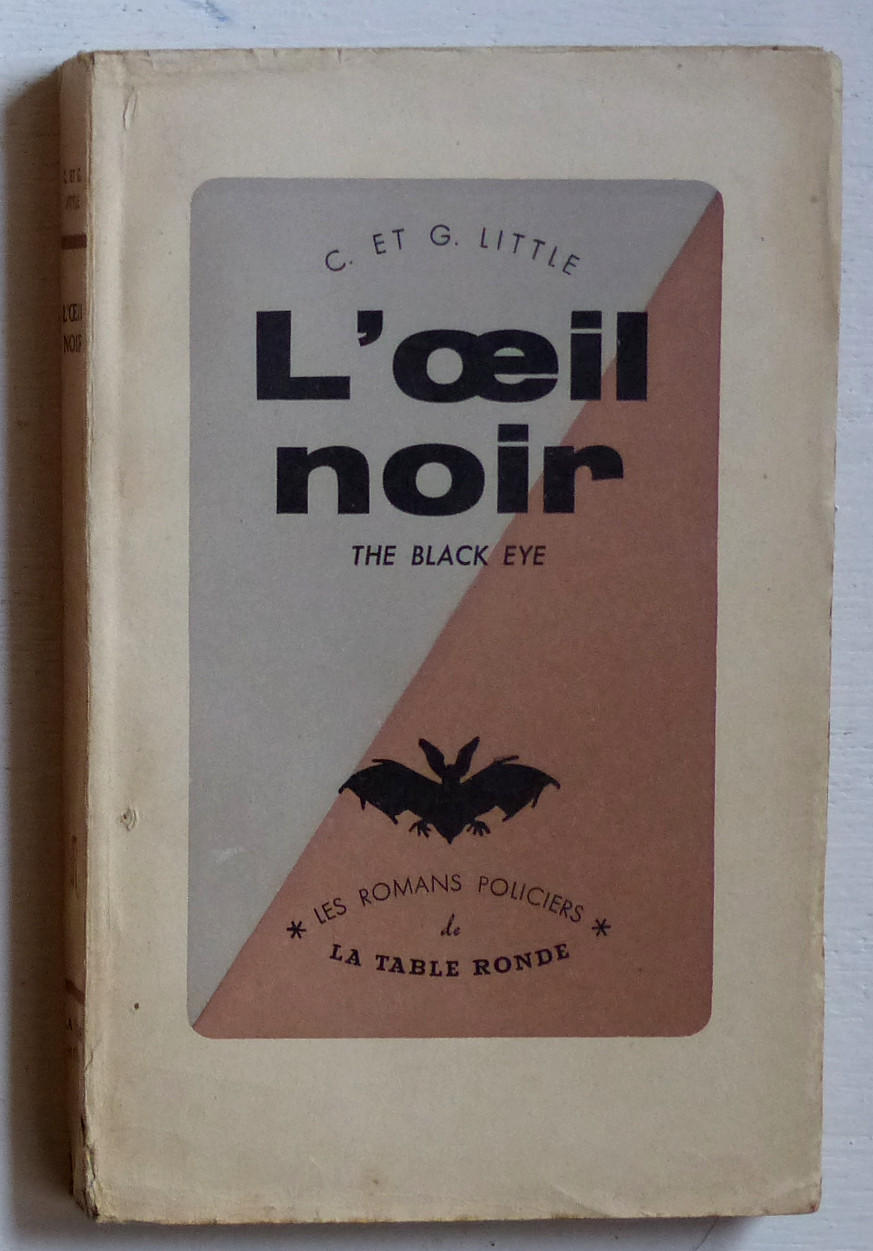 C. ET G. LITTLE
L'œil
noir
THE BLACK EYE
* LES ROMANS POLICIERS *
de
LA TABLE RONDE
C. ET G.
LITTLE
L'ŒIL
NOIR